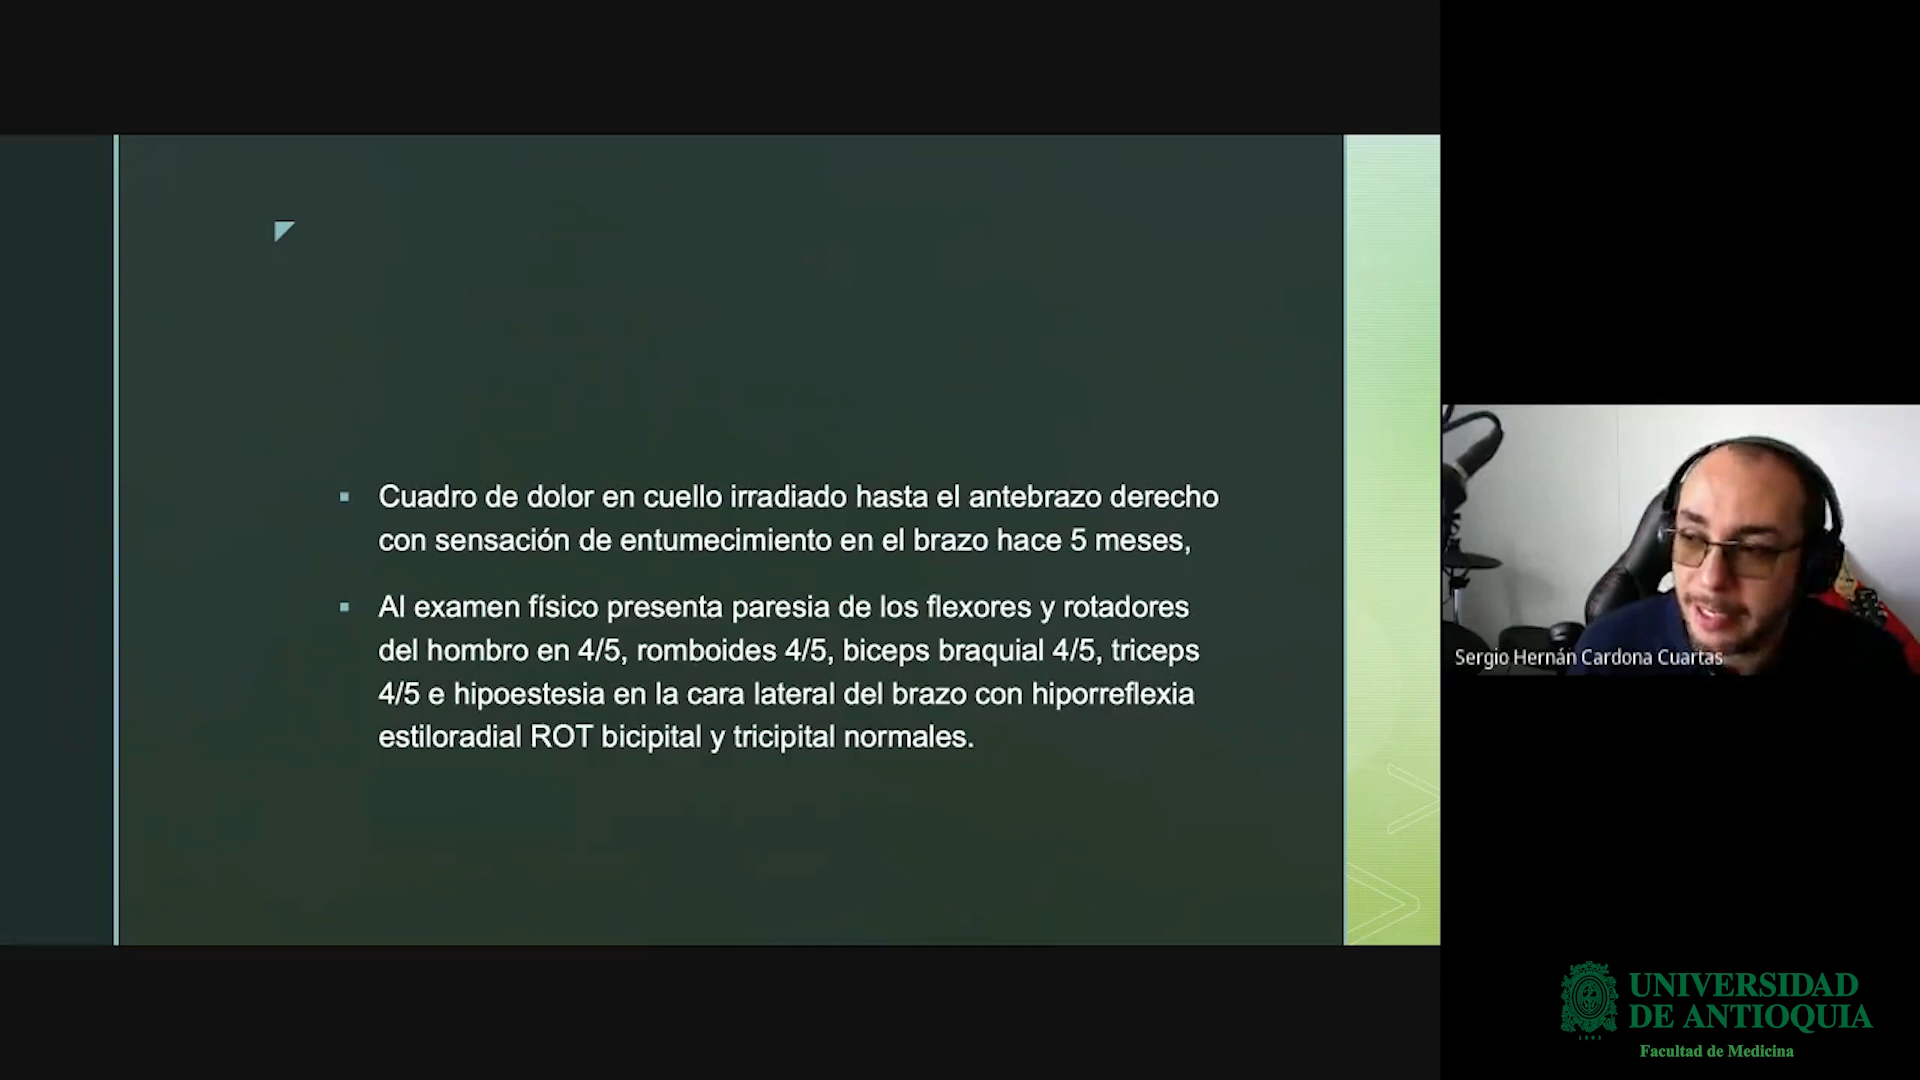 Cuadro de dolor en cuello irradiado hasta el antebrazo derecho
con sensación de entumecimiento en el brazo hace 5 meses,
Al examen físico presenta paresia de los flexores y rotadores
del hombro en 4/5, romboides 4/5, biceps braquial 4/5, triceps
4/5 e hipoestesia en la cara lateral del brazo con hiporreflexia
estiloradial ROT bicipital y tricipital normales.
Sergio Hernán Cardona Cuartas
UNIVERSIDAD
DE ANTIOQUIA
1803
Facultad de Medicina